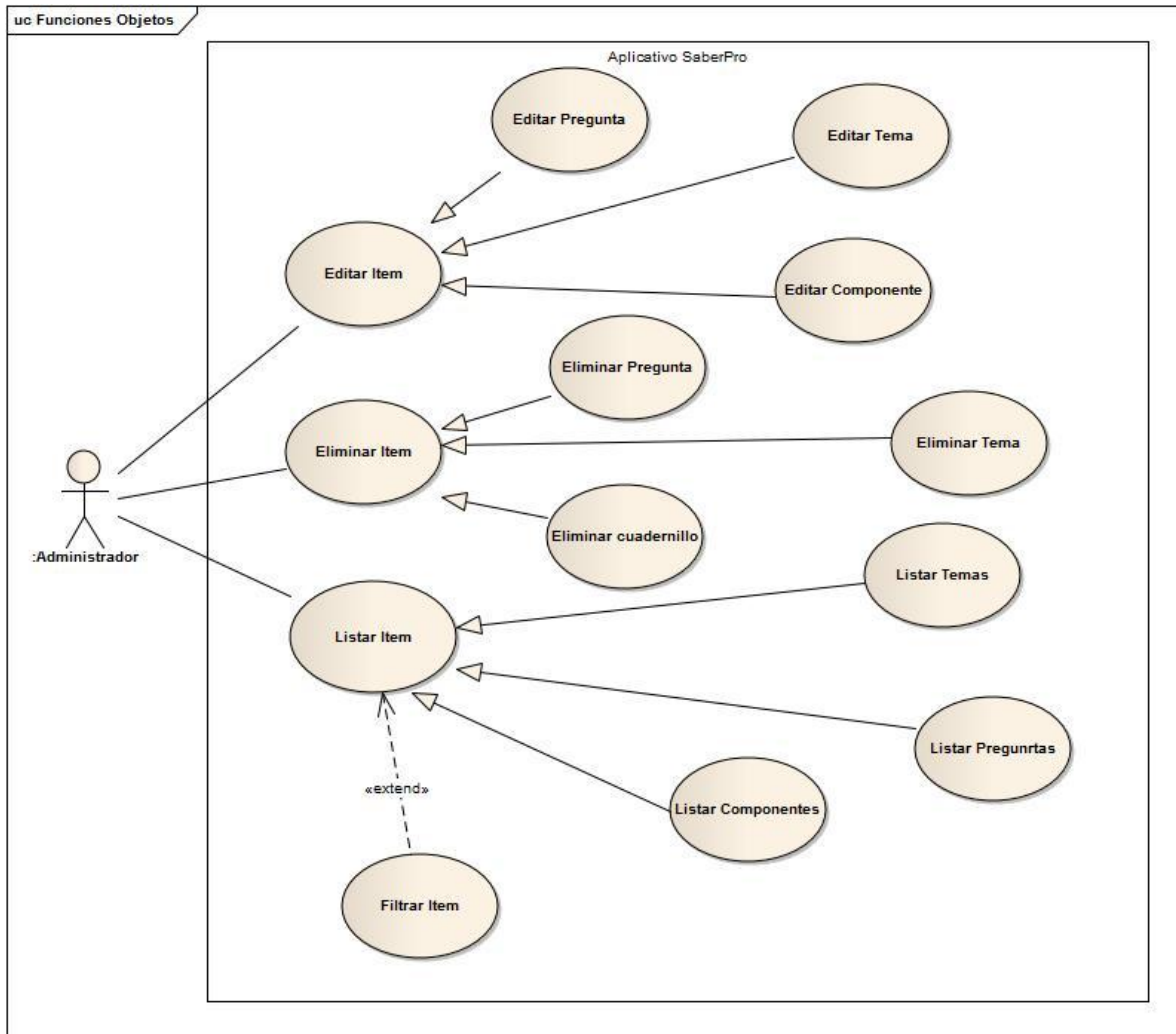 uc Funciones Objetos
Aplicativo SaberPro
Editar Pregunta
Editar Tema
Editar Item
Editar Componente
Eliminar Pregunta
Eliminar Item
Eliminar Tema
Eliminar cuadernillo
:Administrador
Listar Temas
Listar Item
Listar Pregunrtas
«extend»
Listar Componentes
Filtrar Item